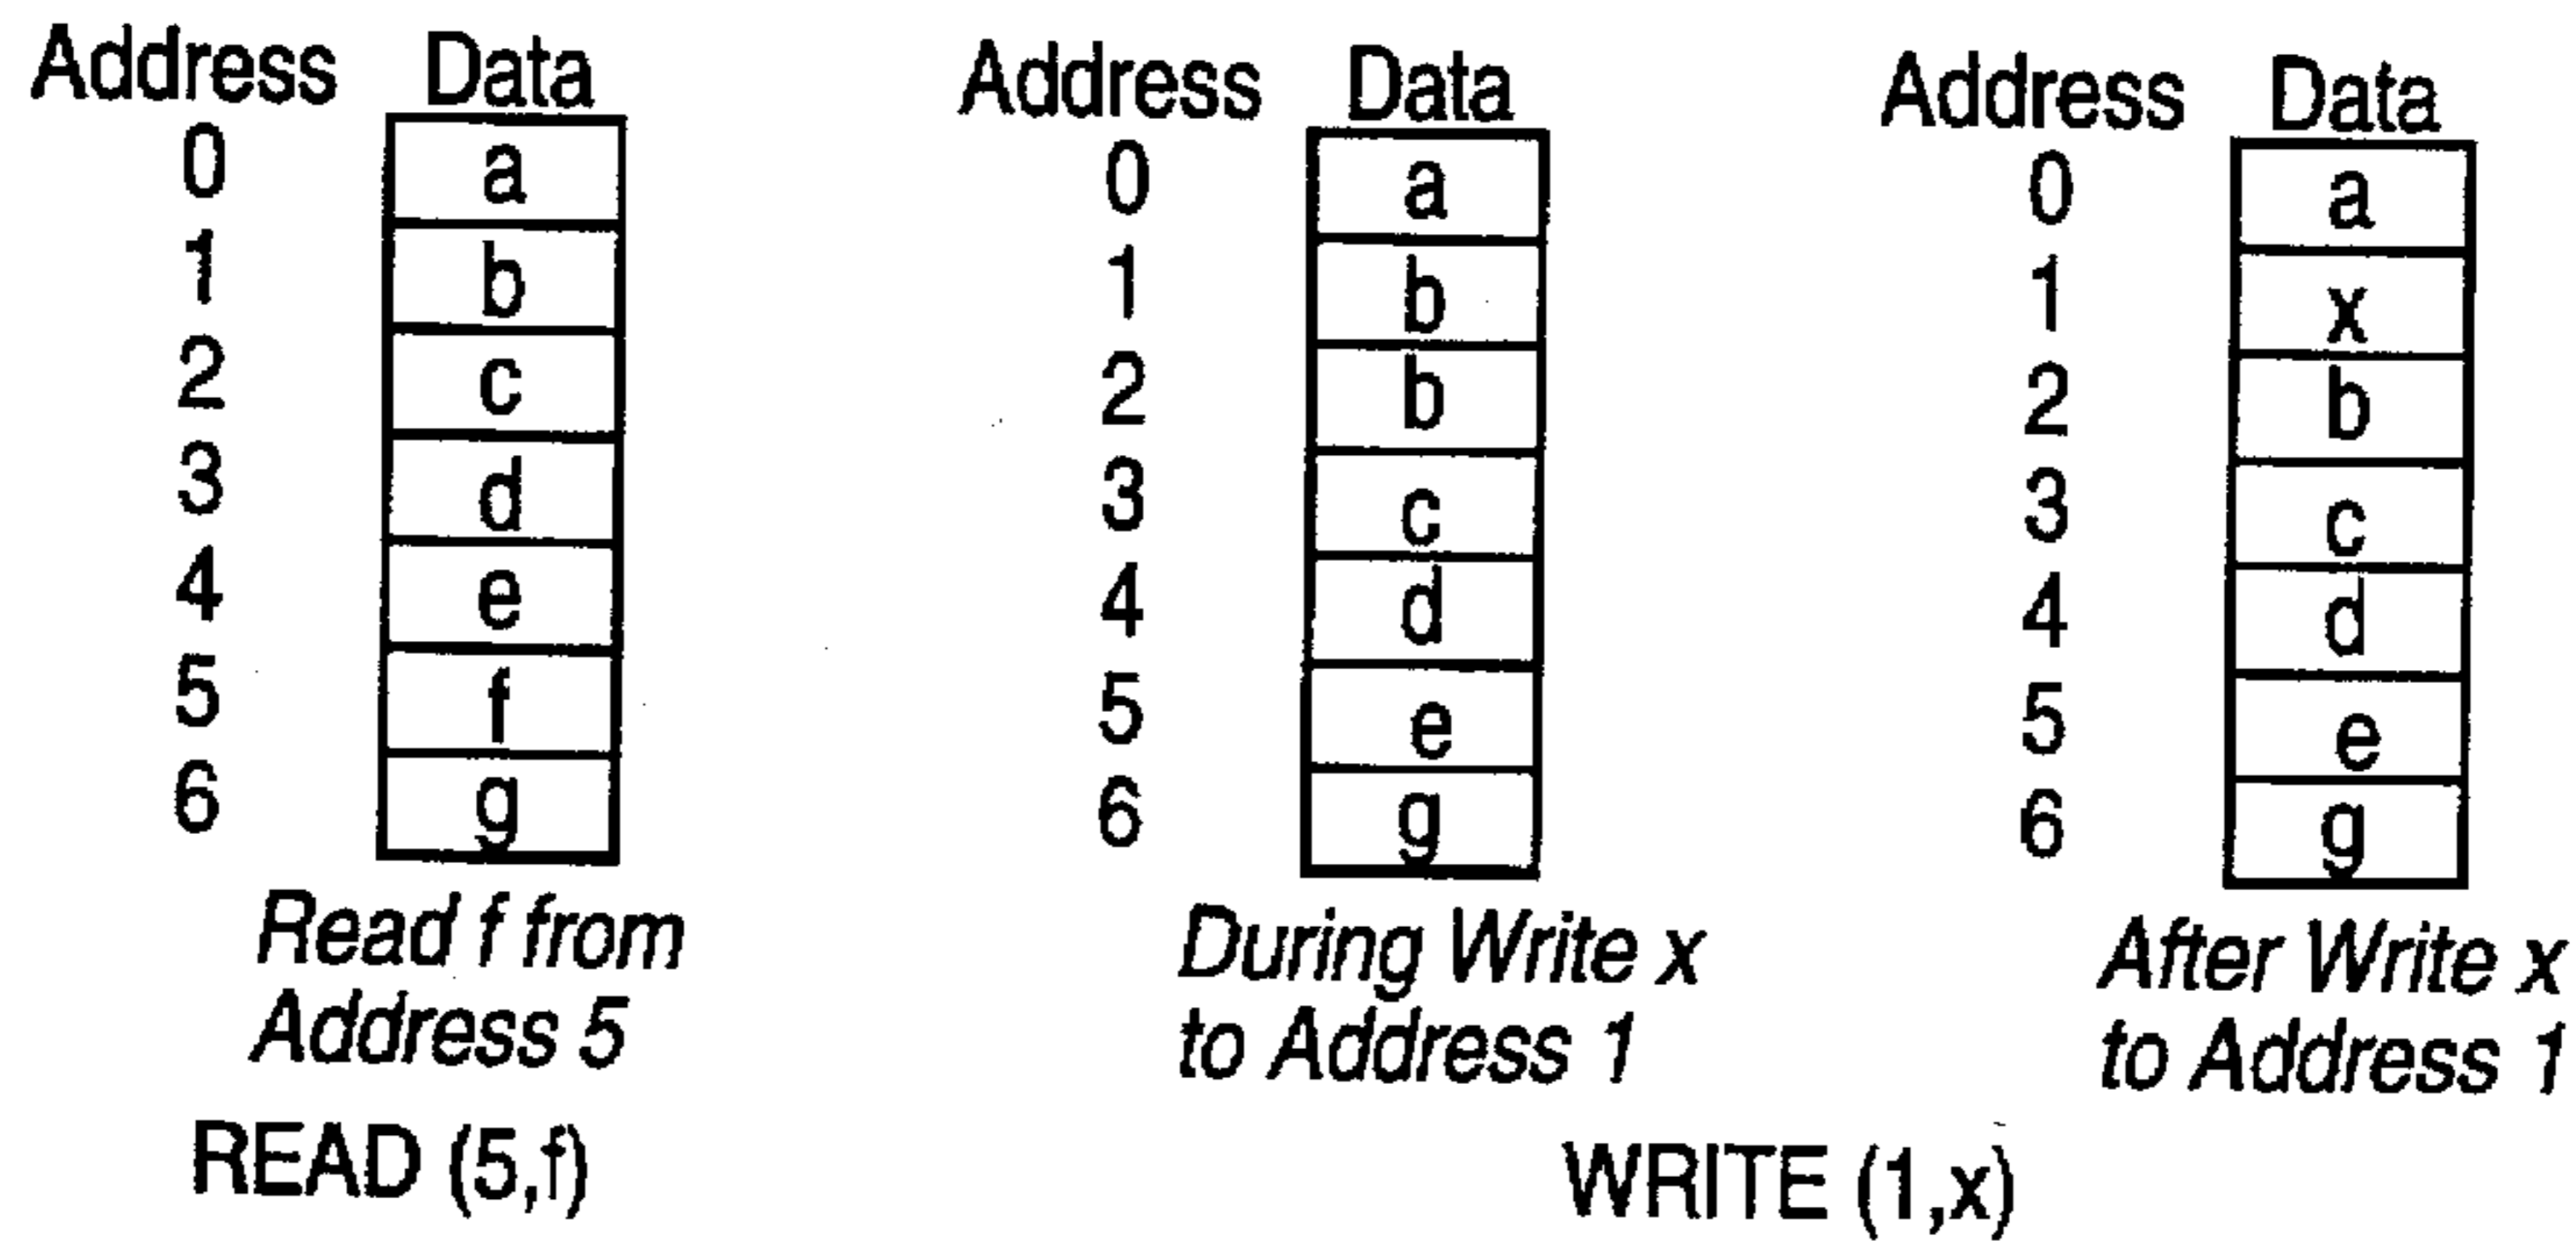 Address Data Address Data Address Data
0 a 0 a 0 a
1 b 1 b 1 x
2 c 2 b 2 b
3 d 3 c 3 c
4 e 4 d 4 d
5 f 5 e 5 e
6 g 6 g 6 g
Read f from During Write x After Write x
Address 5 to Address 1 to Address 1
READ (5,f) WRITE (1,x)